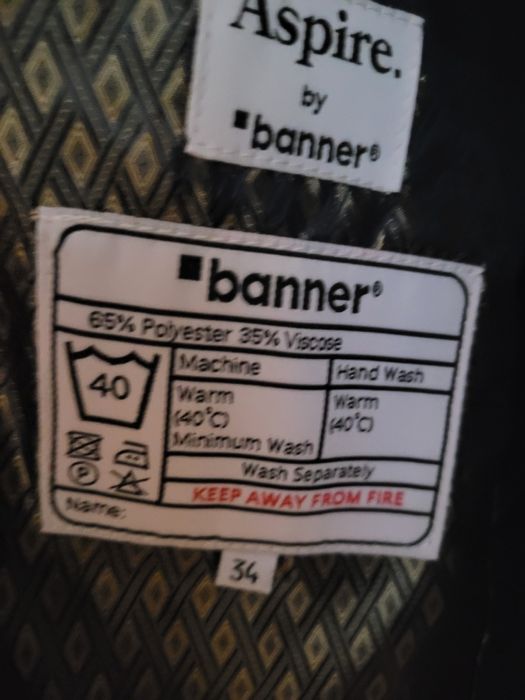 Aspire.
by
banner®
banner®
65% Polyester 35% Viscose
40
Machine
Hand Wash
Warm
(40°C)
Minimum Wash
Warm
(40°C)
P
Wash Separately
KEEP AWAY FROM FIRE
Name:
34